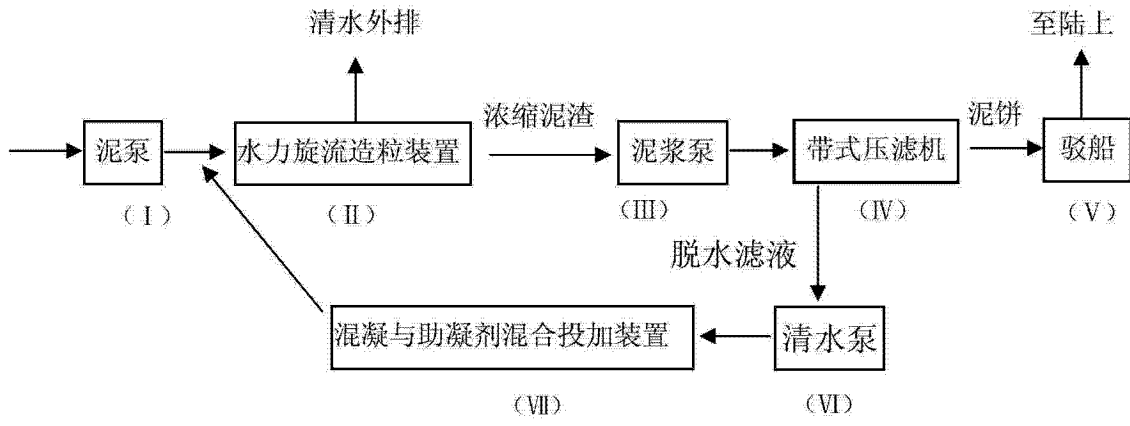 清水外排
至陆上
浓缩泥渣
泥饼
泥泵
水力旋流造粒装置
泥浆泵
带式压滤机
驳船
（Ⅰ）
（Ⅱ）
（Ⅲ）
（Ⅳ）
（Ⅴ）
脱水滤液
混凝与助凝剂混合投加装置
清水泵
（Ⅶ）
（Ⅵ）